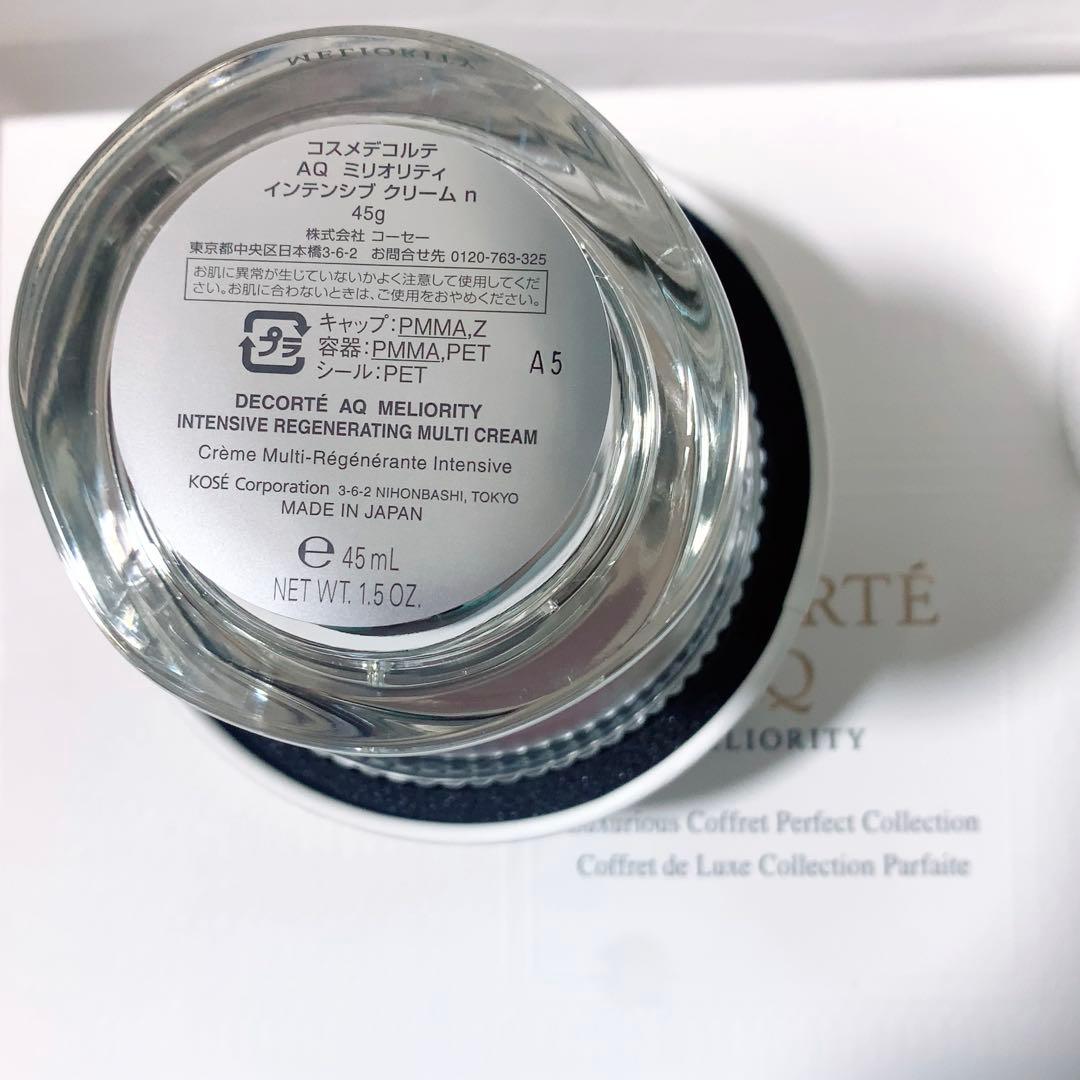 MELIORITY
コスメデコルテ
AQ ミリオリティ
インテンシブ クリーム n
45g
株式会社 コーセー
東京都中央区日本橋3-6-2 お問合せ先 0120-763-325
お肌に異常が生じていないかよく注意して使用してくだ
さい。お肌に合わないときは、ご使用をおやめください。
プラ
キャップ:PMMA,Z
容器:PMMA,PET
シール:PET
A5
DECORTÉ AQ MELIORITY
INTENSIVE REGENERATING MULTI CREAM
Crème Multi-Régénérante Intensive
KOSÉ Corporation 3-6-2 NIHONBASHI, TOKYO
MADE IN JAPAN
℮ 45 mL
NET WT. 1.5 OZ.
Coffret Perfect Collection
Coffret de Luxe Collection Parfaite